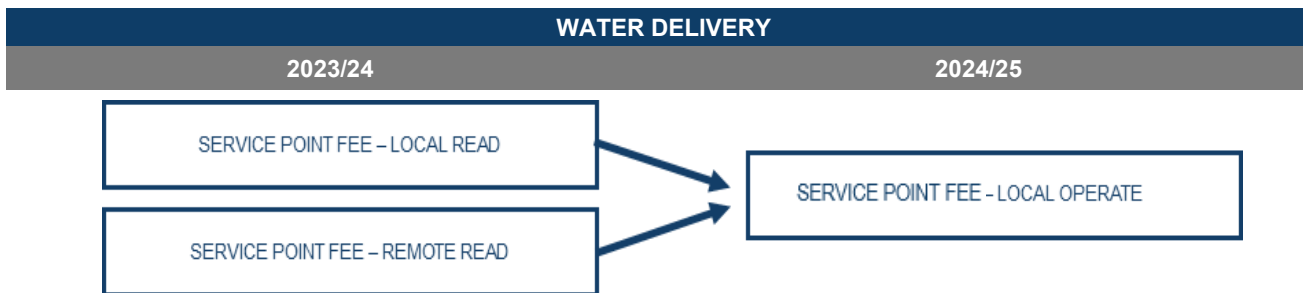 WATER DELIVERY
2023/24
2024/25
SERVICE POINT FEE – LOCAL READ
SERVICE POINT FEE – REMOTE READ
SERVICE POINT FEE - LOCAL OPERATE